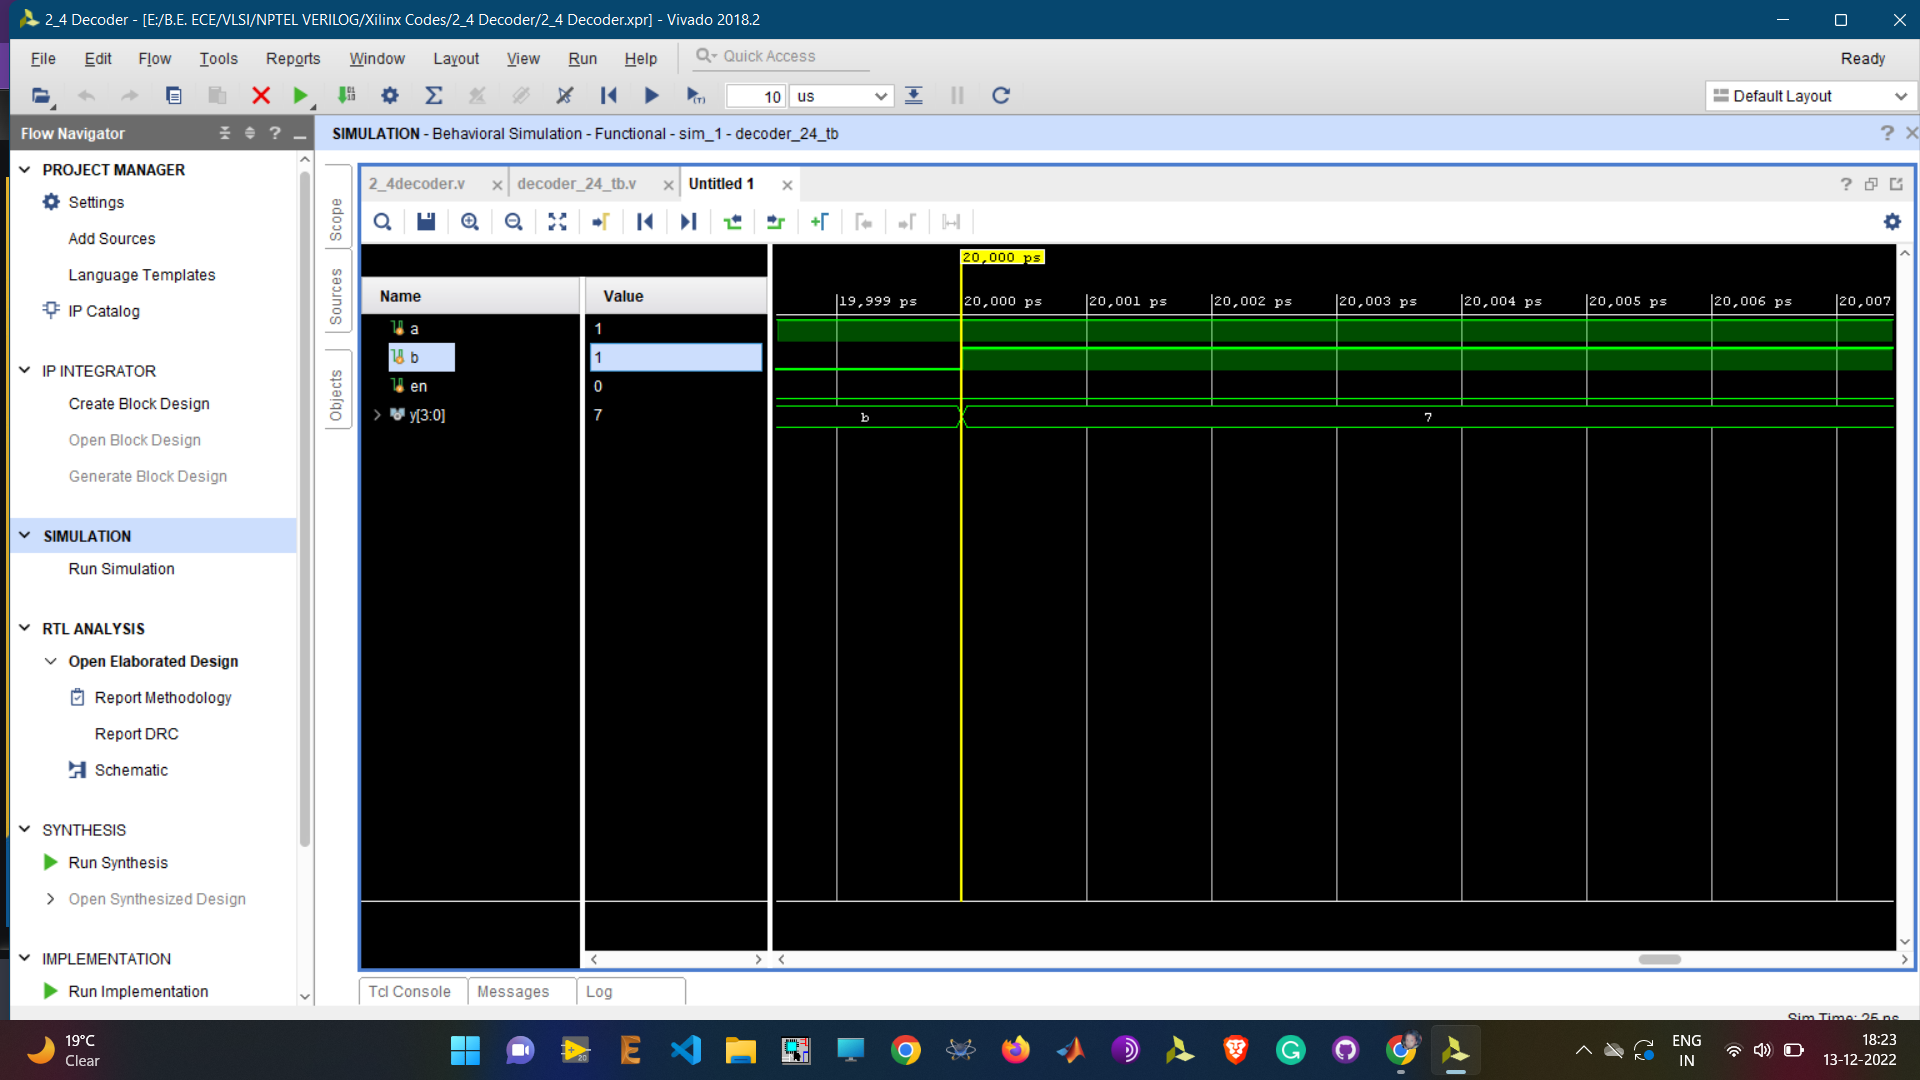 2_4 Decoder - [E:/B.E. ECE/VLSI/NPTEL VERILOG/Xilinx Codes/2_4 Decoder/2_4 Decoder.xpr] - Vivado 2018.2
File Edit Flow Tools Reports Window Layout View Run Help Quick Access Ready
10 us Default Layout
Flow Navigator
SIMULATION - Behavioral Simulation - Functional - sim_1 - decoder_24_tb
PROJECT MANAGER
Settings
Add Sources
Language Templates
IP Catalog
IP INTEGRATOR
Create Block Design
Open Block Design
Generate Block Design
SIMULATION
Run Simulation
RTL ANALYSIS
Open Elaborated Design
Report Methodology
Report DRC
Schematic
SYNTHESIS
Run Synthesis
Open Synthesized Design
IMPLEMENTATION
Run Implementation
Scope
Sources
Objects
2_4decoder.v decoder_24_tb.v Untitled 1
20,000 ps
Name Value
19,999 ps 20,000 ps 20,001 ps 20,002 ps 20,003 ps 20,004 ps 20,005 ps 20,006 ps 20,007
a 1
b 1
en 0
y[3:0] 7 b 7
Tcl Console Messages Log
Sim Time: 25 ns
19°C
Clear
20
ENG
IN
18:23
13-12-2022